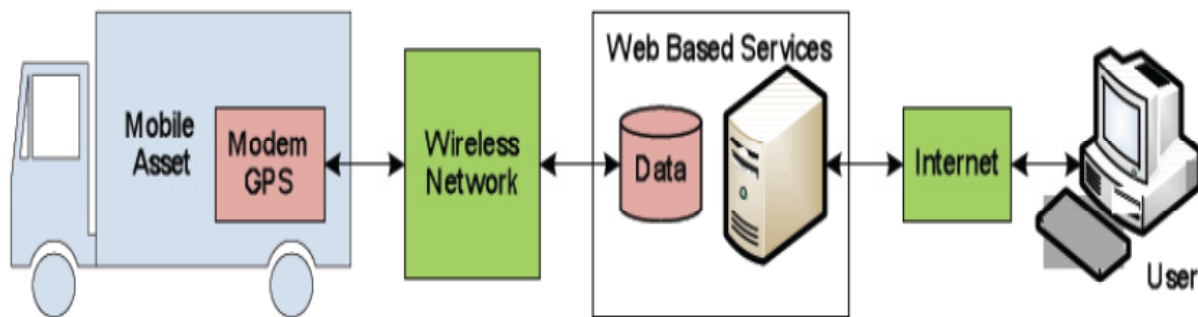 Mobile
Asset
Modem
GPS
Wireless
Network
Web Based Services
Data
Internet
User